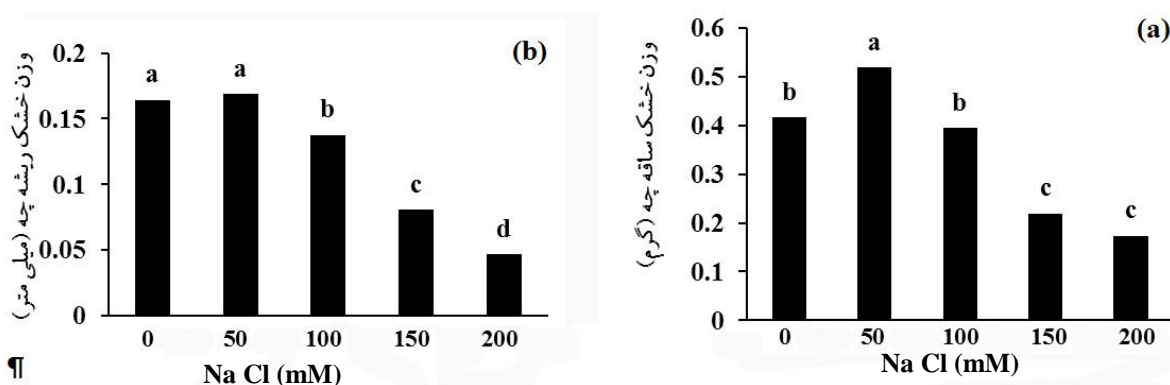 (b)
وزن خشک ریشه چه (میلی متر)
0.2
0.15
0.1
0.05
0
a
a
b
c
d
0 50 100 150 200
Na Cl (mM)
¶
(a)
وزن خشک ساقه چه (گرم)
0.6
0.5
0.4
0.3
0.2
0.1
0
b
a
b
c
c
0 50 100 150 200
Na Cl (mM)